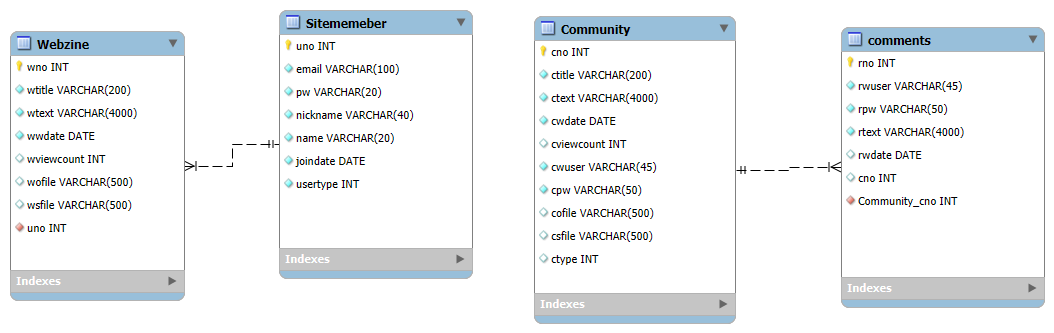 Webzine
wno INT
wtitle VARCHAR(200)
wtext VARCHAR(4000)
wwdate DATE
wviewcount INT
wofile VARCHAR(500)
wsfile VARCHAR(500)
uno INT
Indexes
Sitememeber
uno INT
email VARCHAR(100)
pw VARCHAR(20)
nickname VARCHAR(40)
name VARCHAR(20)
joindate DATE
usertype INT
Indexes
Community
cno INT
ctitle VARCHAR(200)
ctext VARCHAR(4000)
cwdate DATE
cviewcount INT
cwuser VARCHAR(45)
cpw VARCHAR(50)
cofile VARCHAR(500)
csfile VARCHAR(500)
ctype INT
Indexes
comments
rno INT
rwuser VARCHAR(45)
rpw VARCHAR(50)
rtext VARCHAR(4000)
rwdate DATE
cno INT
Community_cno INT
Indexes